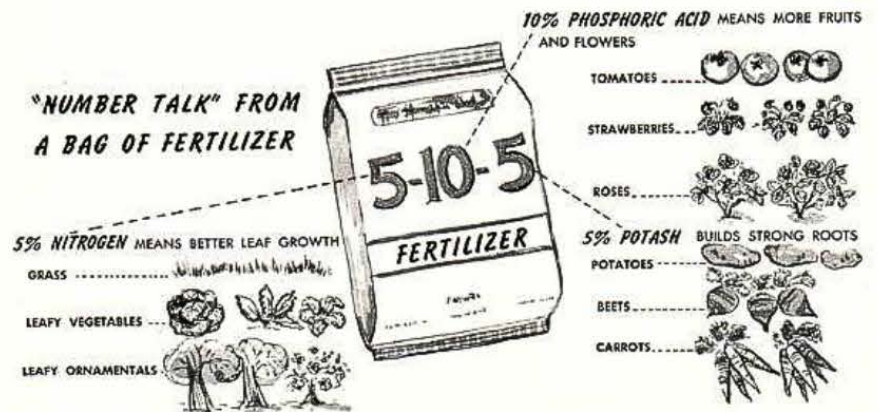 "NUMBER TALK" FROM
A BAG OF FERTILIZER
10% PHOSPHORIC ACID MEANS MORE FRUITS
AND FLOWERS
TOMATOES
STRAWBERRIES
ROSES
5-10-5
FERTILIZER
5% NITROGEN MEANS BETTER LEAF GROWTH
GRASS
LEAFY VEGETABLES
LEAFY ORNAMENTALS
5% POTASH BUILDS STRONG ROOTS
POTATOES
BEETS
CARROTS